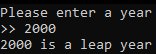 Please enter a year
>> 2000
2000 is a leap year